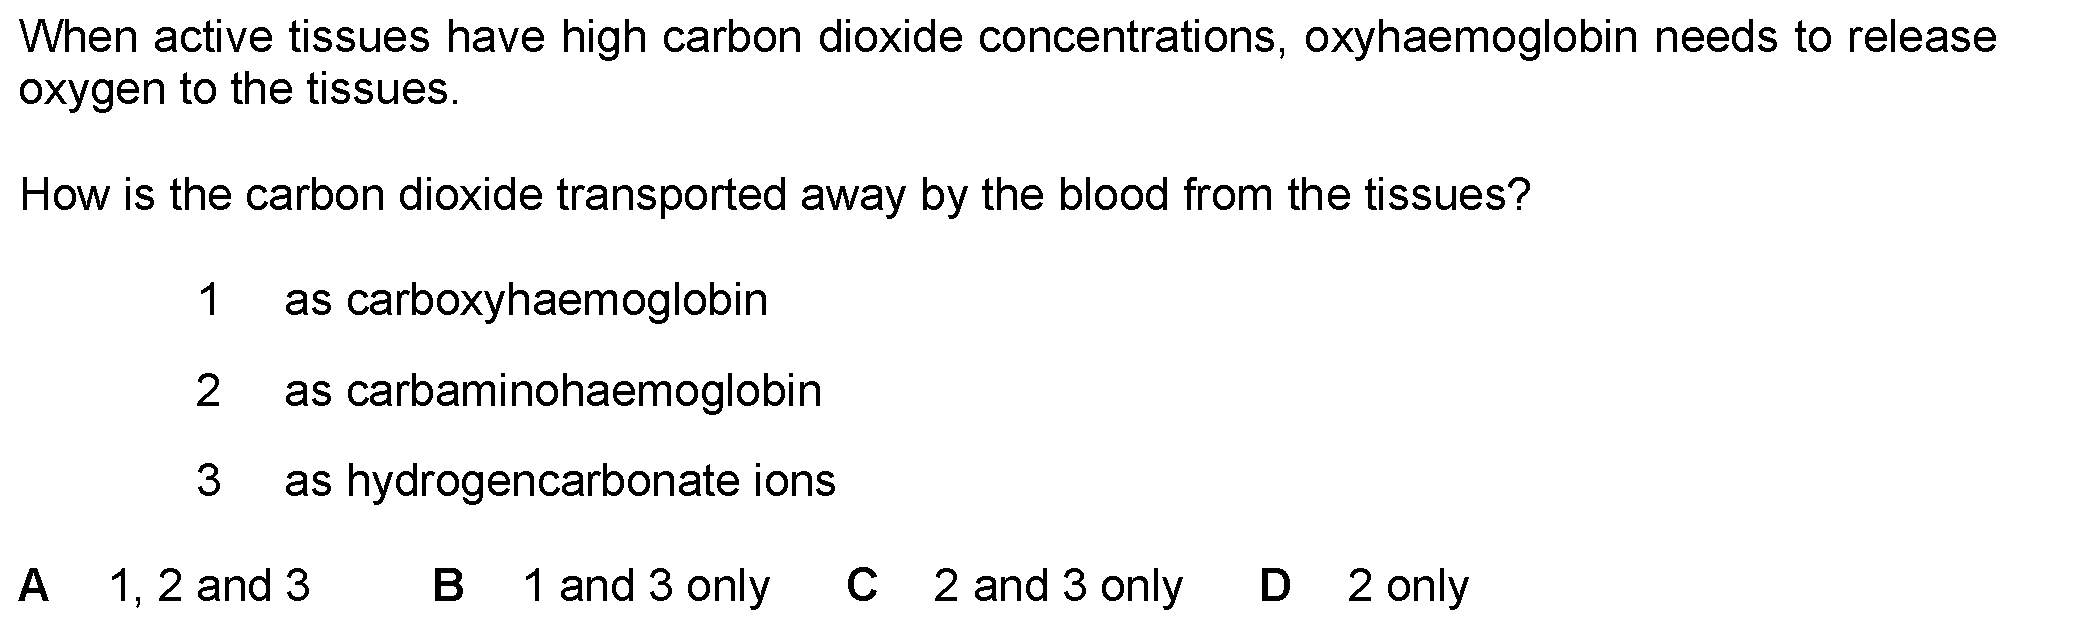 When active tissues have high carbon dioxide concentrations, oxyhaemoglobin needs to release
oxygen to the tissues.
How is the carbon dioxide transported away by the blood from the tissues?
1 as carboxyhaemoglobin
2 as carbaminohaemoglobin
3 as hydrogencarbonate ions
A 1, 2 and 3 B 1 and 3 only C 2 and 3 only D 2 only